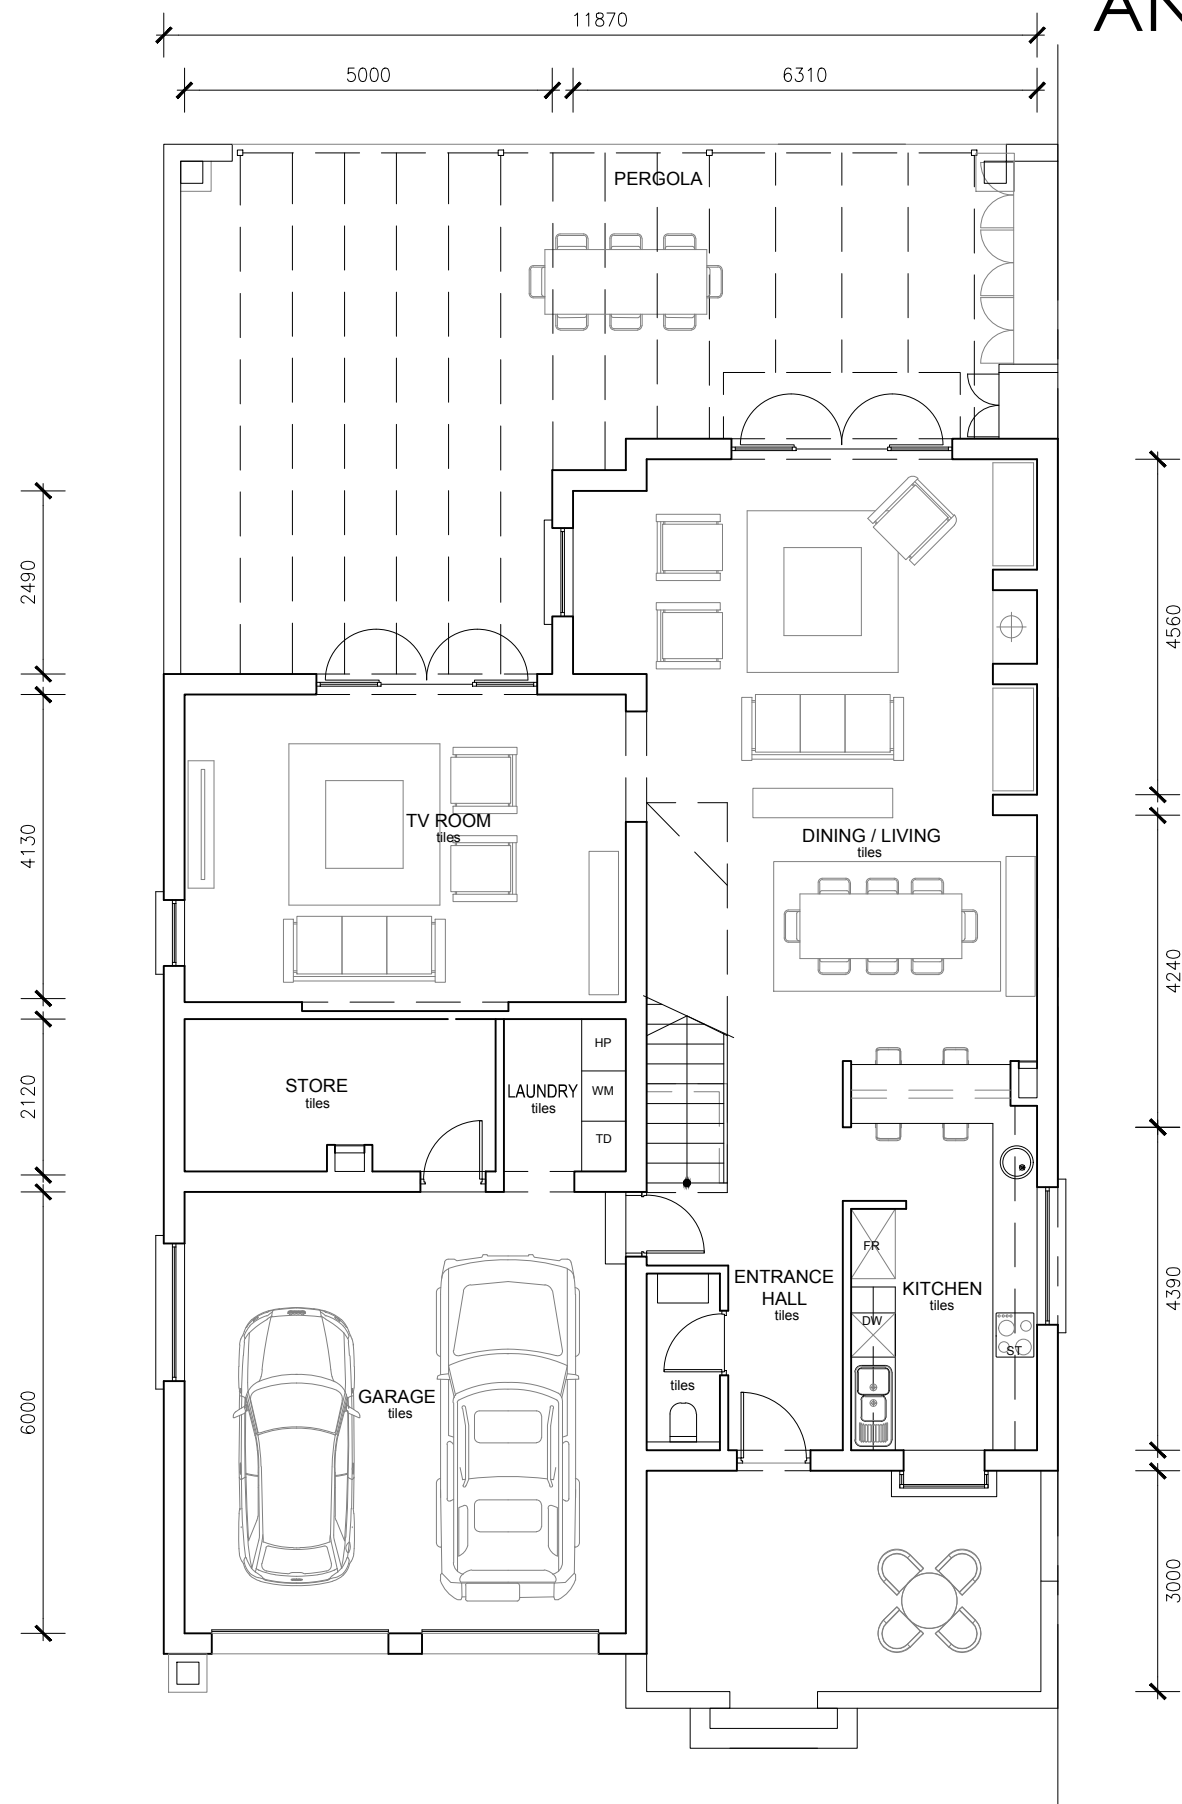 AN
11870
5000
6310
PERGOLA
2490
4560
TV ROOM
tiles
DINING / LIVING
tiles
4130
4240
HP
STORE
tiles
LAUNDRY
tiles
WM
2120
TD
FR
ENTRANCE
HALL
tiles
KITCHEN
tiles
4390
DW
ST
GARAGE
tiles
tiles
6000
3000